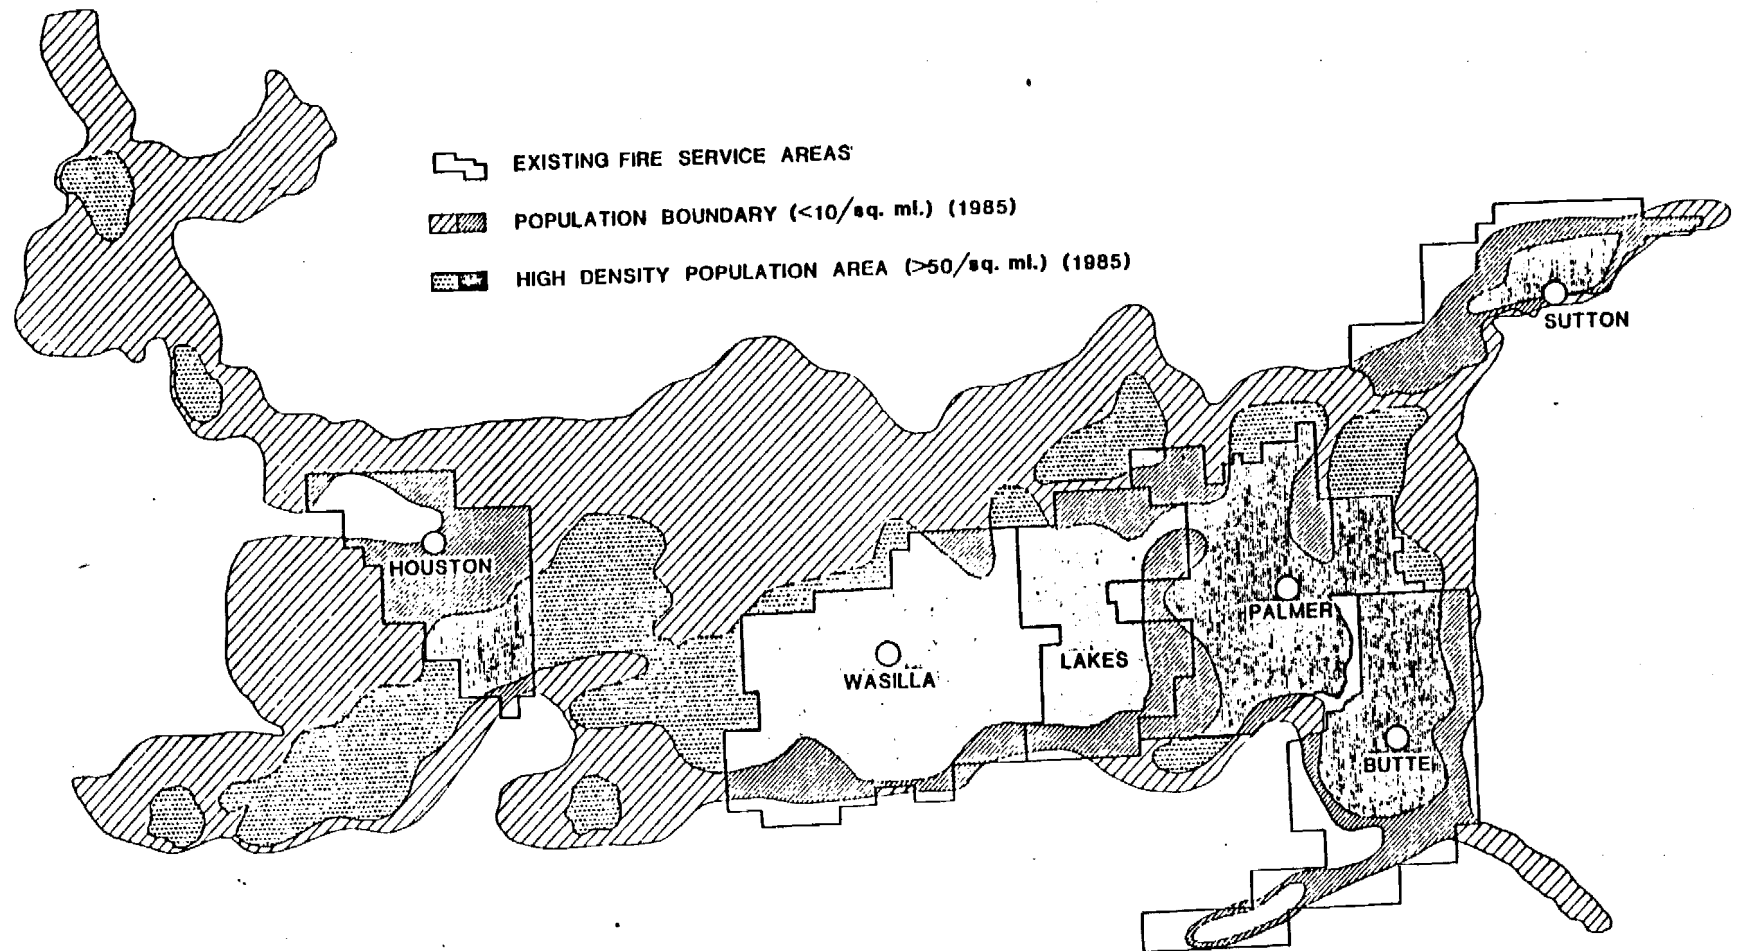 EXISTING FIRE SERVICE AREAS
POPULATION BOUNDARY (<10/sq. mi.) (1985)
HIGH DENSITY POPULATION AREA (>50/sq. mi.) (1985)
SUTTON
HOUSTON
PALMER
LAKES
WASILLA
BUTTE